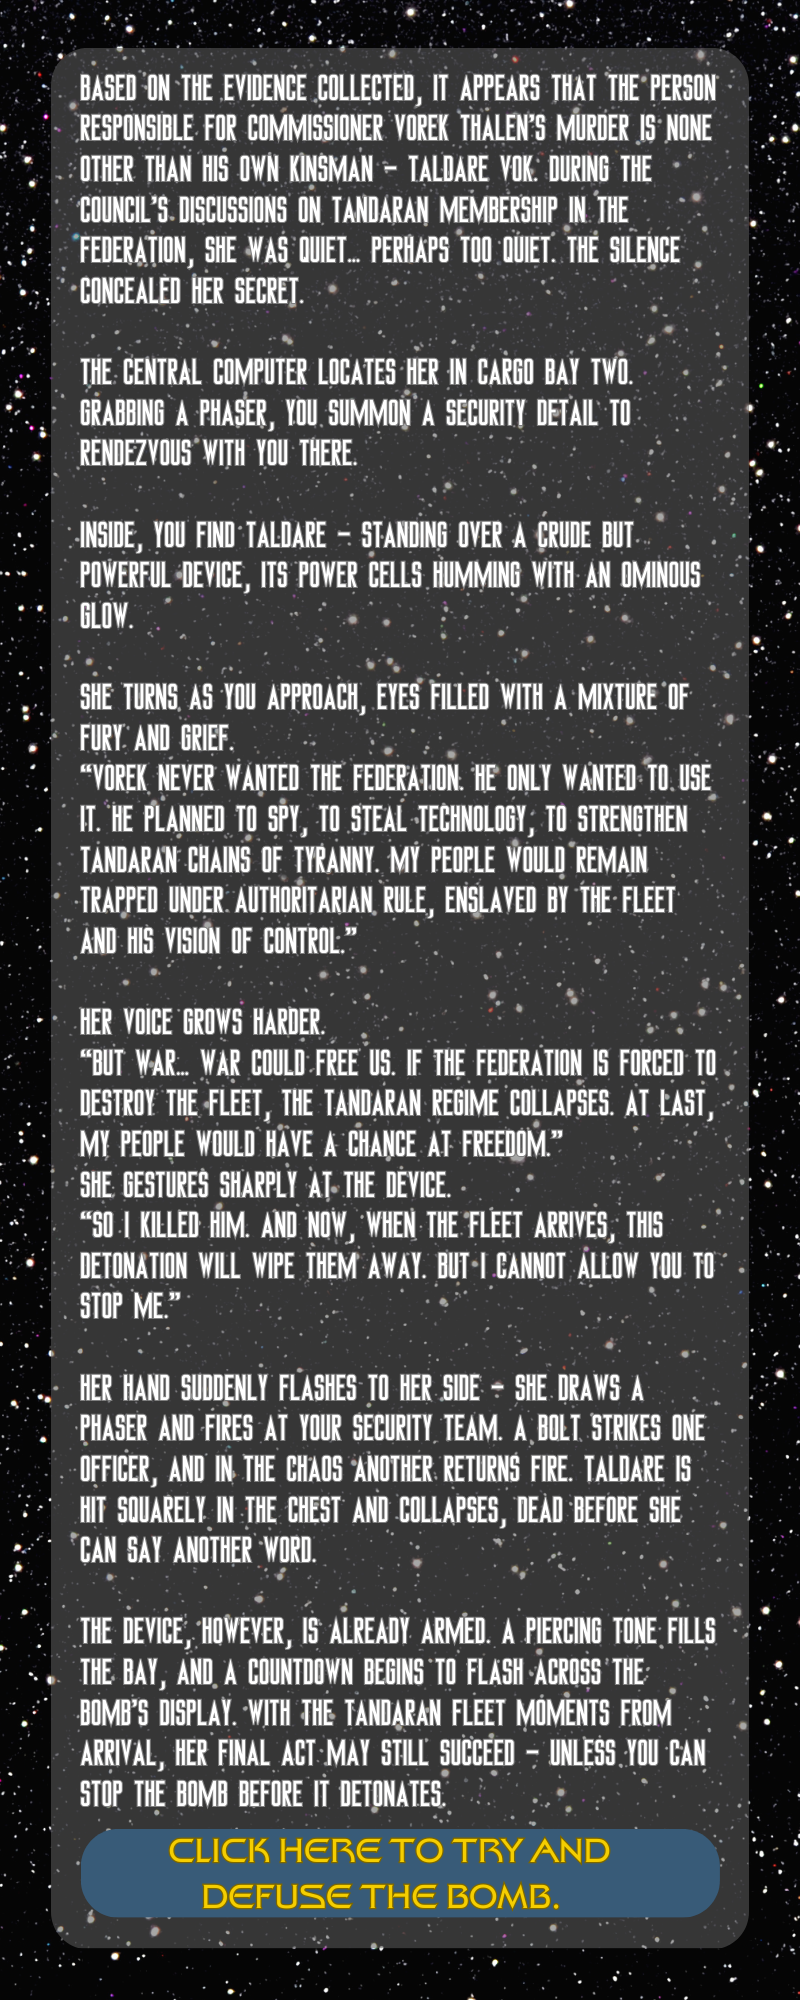 BASED ON THE EVIDENCE COLLECTED, IT APPEARS THAT THE PERSON
RESPONSIBLE FOR COMMISSIONER VOREK THALEN'S MURDER IS NONE
OTHER THAN HIS OWN KINSMAN – TALDARE VOK. DURING THE
COUNCIL'S DISCUSSIONS ON TANDARAN MEMBERSHIP IN THE
FEDERATION, SHE WAS QUIET... PERHAPS TOO QUIET. THE SILENCE
CONCEALED HER SECRET.
THE CENTRAL COMPUTER LOCATES HER IN CARGO BAY TWO.
GRABBING A PHASER, YOU SUMMON A SECURITY DETAIL TO
RENDEZVOUS WITH YOU THERE.
INSIDE, YOU FIND TALDARE – STANDING OVER A CRUDE BUT
POWERFUL DEVICE, ITS POWER CELLS HUMMING WITH AN OMINOUS
GLOW.
SHE TURNS AS YOU APPROACH, EYES FILLED WITH A MIXTURE OF
FURY AND GRIEF.
“VOREK NEVER WANTED THE FEDERATION. HE ONLY WANTED TO USE
IT. HE PLANNED TO SPY, TO STEAL TECHNOLOGY, TO STRENGTHEN
TANDARAN CHAINS OF TYRANNY. MY PEOPLE WOULD REMAIN
TRAPPED UNDER AUTHORITARIAN RULE, ENSLAVED BY THE FLEET
AND HIS VISION OF CONTROL.”
HER VOICE GROWS HARDER.
“BUT WAR... WAR COULD FREE US. IF THE FEDERATION IS FORCED TO
DESTROY THE FLEET, THE TANDARAN REGIME COLLAPSES. AT LAST,
MY PEOPLE WOULD HAVE A CHANCE AT FREEDOM.”
SHE GESTURES SHARPLY AT THE DEVICE.
“SO I KILLED HIM. AND NOW, WHEN THE FLEET ARRIVES, THIS
DETONATION WILL WIPE THEM AWAY. BUT I CANNOT ALLOW YOU TO
STOP ME.”
HER HAND SUDDENLY FLASHES TO HER SIDE – SHE DRAWS A
PHASER AND FIRES AT YOUR SECURITY TEAM. A BOLT STRIKES ONE
OFFICER, AND IN THE CHAOS ANOTHER RETURNS FIRE. TALDARE IS
HIT SQUARELY IN THE CHEST AND COLLAPSES, DEAD BEFORE SHE
CAN SAY ANOTHER WORD.
THE DEVICE, HOWEVER, IS ALREADY ARMED. A PIERCING TONE FILLS
THE BAY, AND A COUNTDOWN BEGINS TO FLASH ACROSS THE
BOMB'S DISPLAY. WITH THE TANDARAN FLEET MOMENTS FROM
ARRIVAL, HER FINAL ACT MAY STILL SUCCEED – UNLESS YOU CAN
STOP THE BOMB BEFORE IT DETONATES.
CLICK HERE TO TRY AND
DEFUSE THE BOMB.